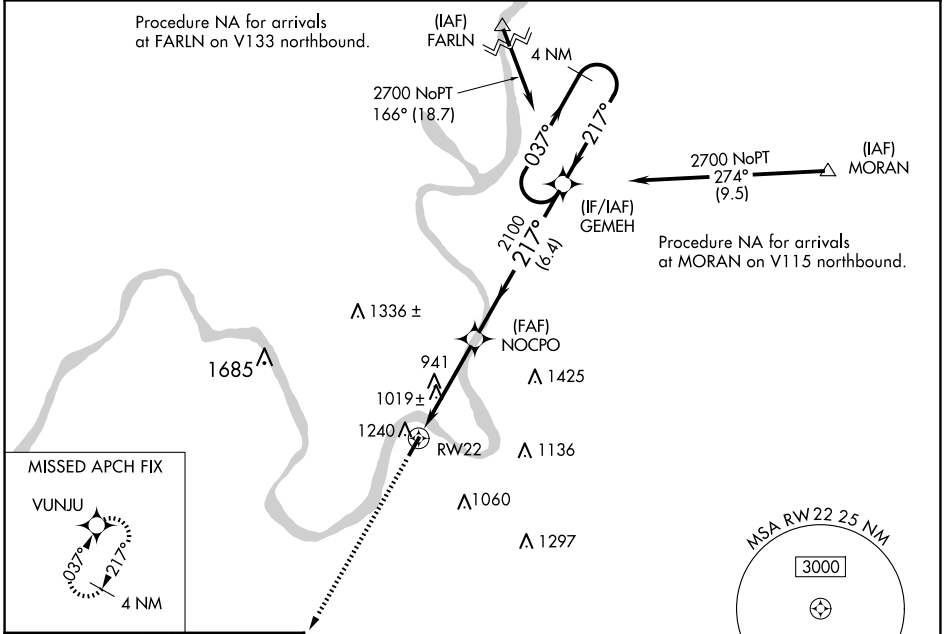 Procedure NA for arrivals
at FARLN on V133 northbound.
(IAF)
FARLN
4 NM
2700 NoPT
166° (18.7)
037°
217°
2700 NoPT
274°
(9.5)
(IAF)
MORAN
(IF/IAF)
GEMEH
2100
217°
(6.4)
Procedure NA for arrivals
at MORAN on V115 northbound.
1336 ±
(FAF)
NOCPO
1685
941
1425
1019 ±
1240
RW22
1136
MISSED APCH FIX
VUNJU
037°
217°
4 NM
1060
1297
MSA RW22 25 NM
3000